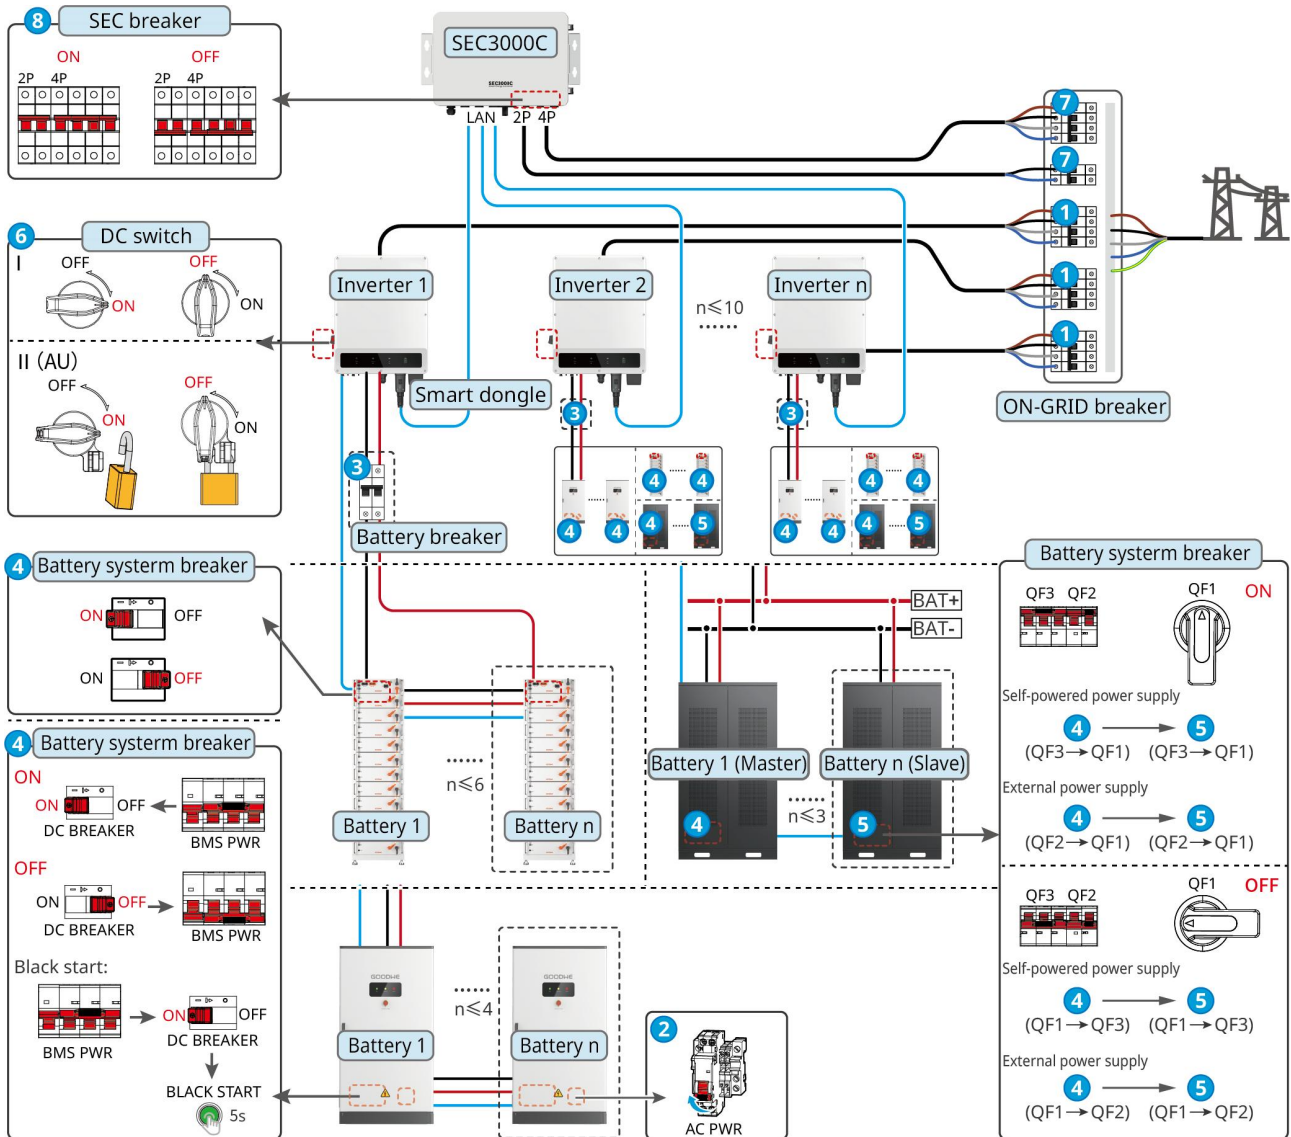 8 SEC breaker
ON OFF
2P 4P 2P 4P
SEC3000C
SEC3000C
LAN 2P 4P
7
7
1
1
1
ON-GRID breaker
6 DC switch
I
OFF
ON
OFF
ON
II (AU)
OFF
ON
OFF
ON
Inverter 1
Inverter 2
n≤10
......
Inverter n
Smart dongle
3
3
3
Battery breaker
4 ...... 4
...... 4 4 4 ...... 5
4 ...... 4
...... 4 4 4 ...... 5
4 Battery systerm breaker
ON OFF
ON OFF
4 Battery systerm breaker
ON
ON OFF
DC BREAKER
BMS PWR
OFF
ON OFF
DC BREAKER
BMS PWR
Black start:
BMS PWR
ON OFF
DC BREAKER
BLACK START
5s
Battery 1
......
n≤6
Battery n
BAT+
BAT-
Battery 1 (Master)
Battery n (Slave)
4
......
n≤3
5
GOODWE
GOODWE
......
n≤4
Battery 1
Battery n
2
AC PWR
Battery systerm breaker
QF3 QF2 QF1 ON
Self-powered power supply
4 → 5
(QF3→QF1) (QF3→QF1)
External power supply
4 → 5
(QF2→QF1) (QF2→QF1)
QF3 QF2 QF1 OFF
Self-powered power supply
4 → 5
(QF1→QF3) (QF1→QF3)
External power supply
4 → 5
(QF1→QF2) (QF1→QF2)